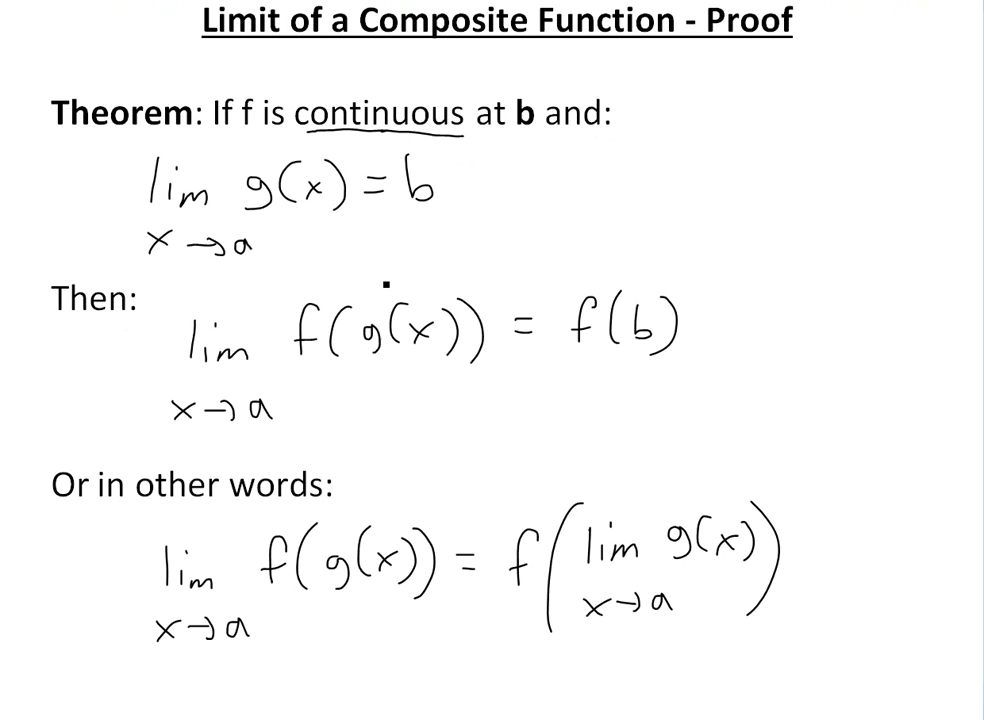 Limit of a Composite Function - Proof
Theorem: If f is continuous at b and:
lim g(x) = b
x → a
Then:
lim f(g(x)) = f(b)
x → a
Or in other words:
lim f(g(x)) = f(lim g(x))
x → a x → a